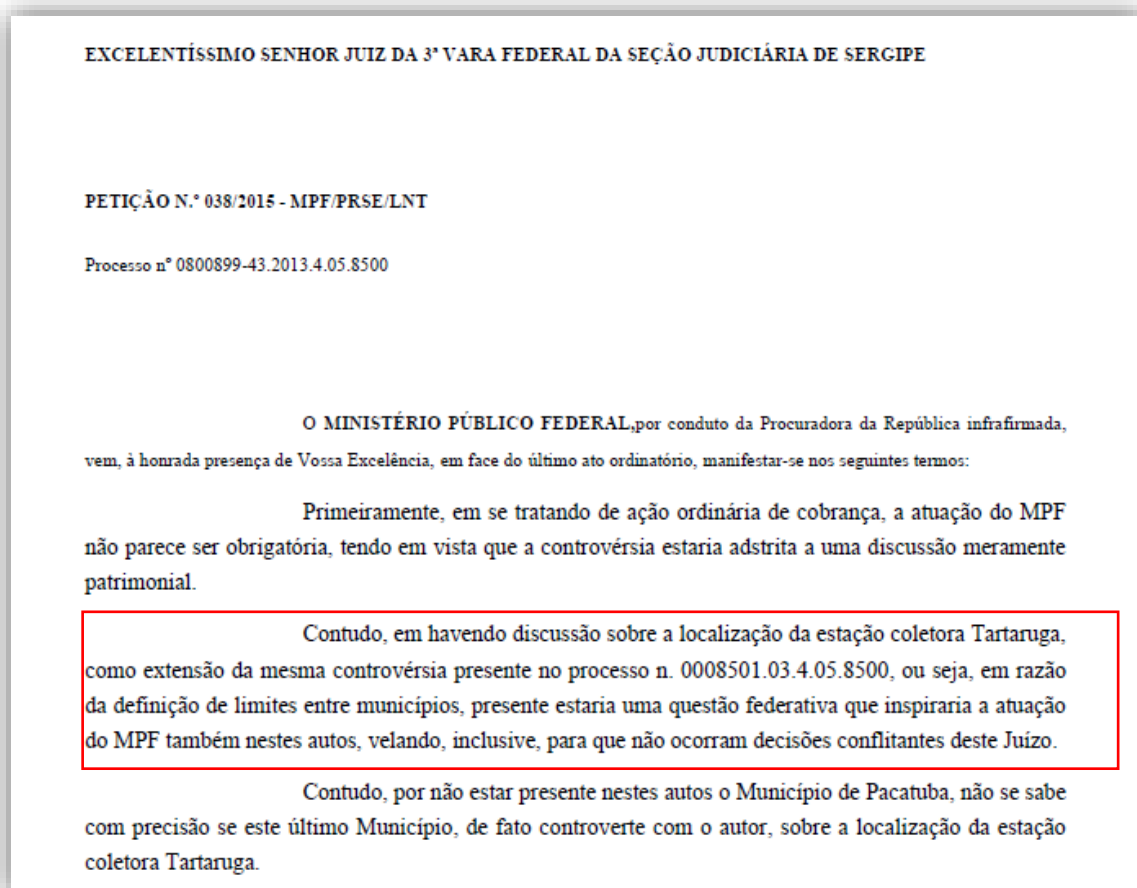 EXCELENTÍSSIMO SENHOR JUIZ DA 3ª VARA FEDERAL DA SEÇÃO JUDICIÁRIA DE SERGIPE
PETIÇÃO N.º 038/2015 - MPF/PRSE/LNT
Processo nº 0800899-43.2013.4.05.8500
O MINISTÉRIO PÚBLICO FEDERAL,por conduto da Procuradora da República infrafirmada,
vem, à honrada presença de Vossa Excelência, em face do último ato ordinatório, manifestar-se nos seguintes termos:
Primeiramente, em se tratando de ação ordinária de cobrança, a atuação do MPF
não parece ser obrigatória, tendo em vista que a controvérsia estaria adstrita a uma discussão meramente
patrimonial.
Contudo, em havendo discussão sobre a localização da estação coletora Tartaruga,
como extensão da mesma controvérsia presente no processo n. 0008501.03.4.05.8500, ou seja, em razão
da definição de limites entre municípios, presente estaria uma questão federativa que inspiraria a atuação
do MPF também nestes autos, velando, inclusive, para que não ocorram decisões conflitantes deste Juízo.
Contudo, por não estar presente nestes autos o Município de Pacatuba, não se sabe
com precisão se este último Município, de fato controverte com o autor, sobre a localização da estação
coletora Tartaruga.